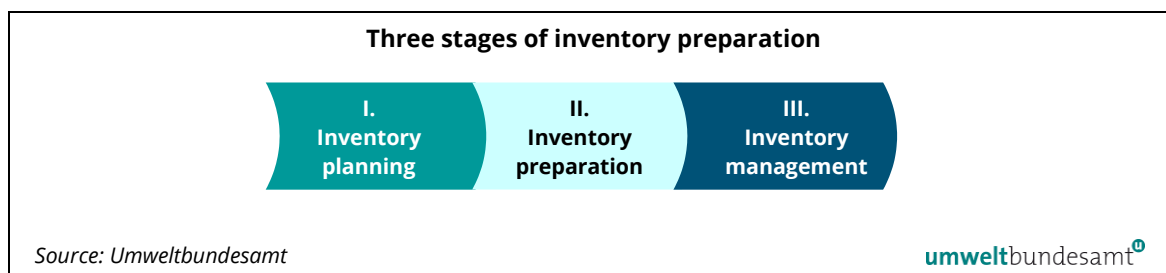 Three stages of inventory preparation
I.
Inventory
planning
II.
Inventory
preparation
III.
Inventory
management
Source: Umweltbundesamt
umweltbundesamt u